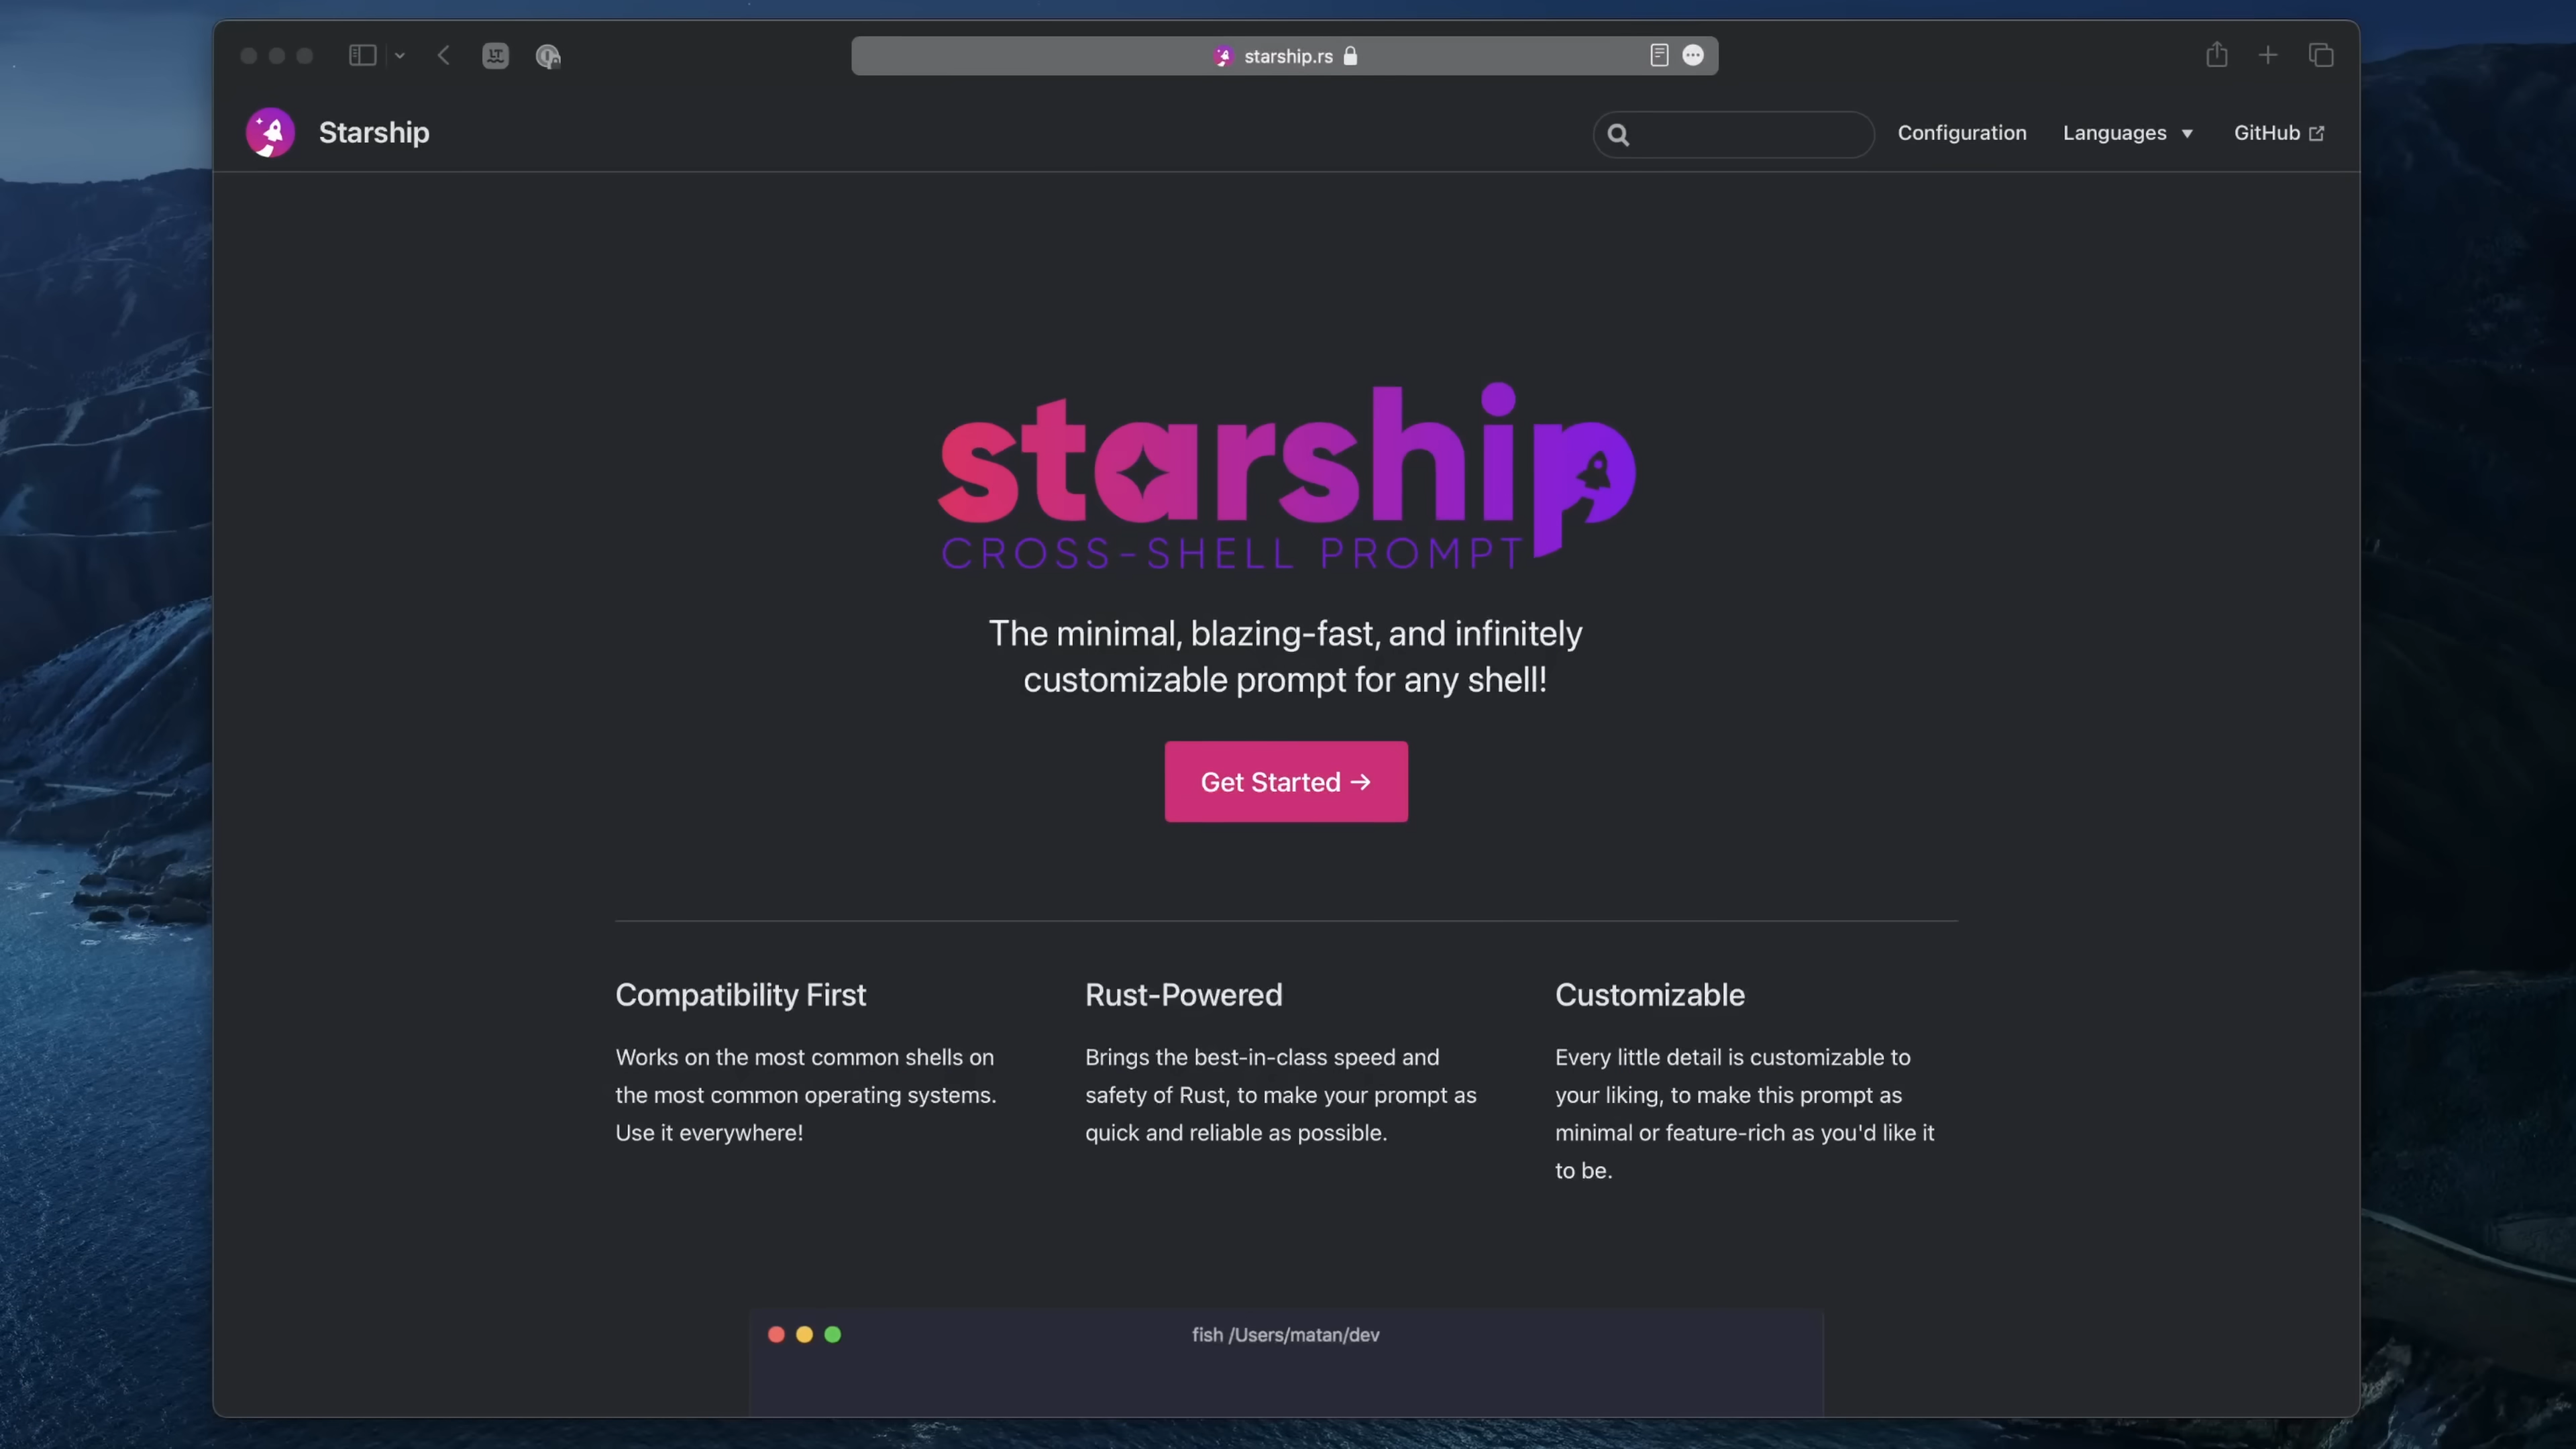 starship.rs
Starship
Configuration
Languages
GitHub
starship
CROSS-SHELL PROMPT
The minimal, blazing-fast, and infinitely
customizable prompt for any shell!
Get Started →
Compatibility First
Works on the most common shells on
the most common operating systems.
Use it everywhere!
Rust-Powered
Brings the best-in-class speed and
safety of Rust, to make your prompt as
quick and reliable as possible.
Customizable
Every little detail is customizable to
your liking, to make this prompt as
minimal or feature-rich as you'd like it
to be.
fish /Users/matan/dev